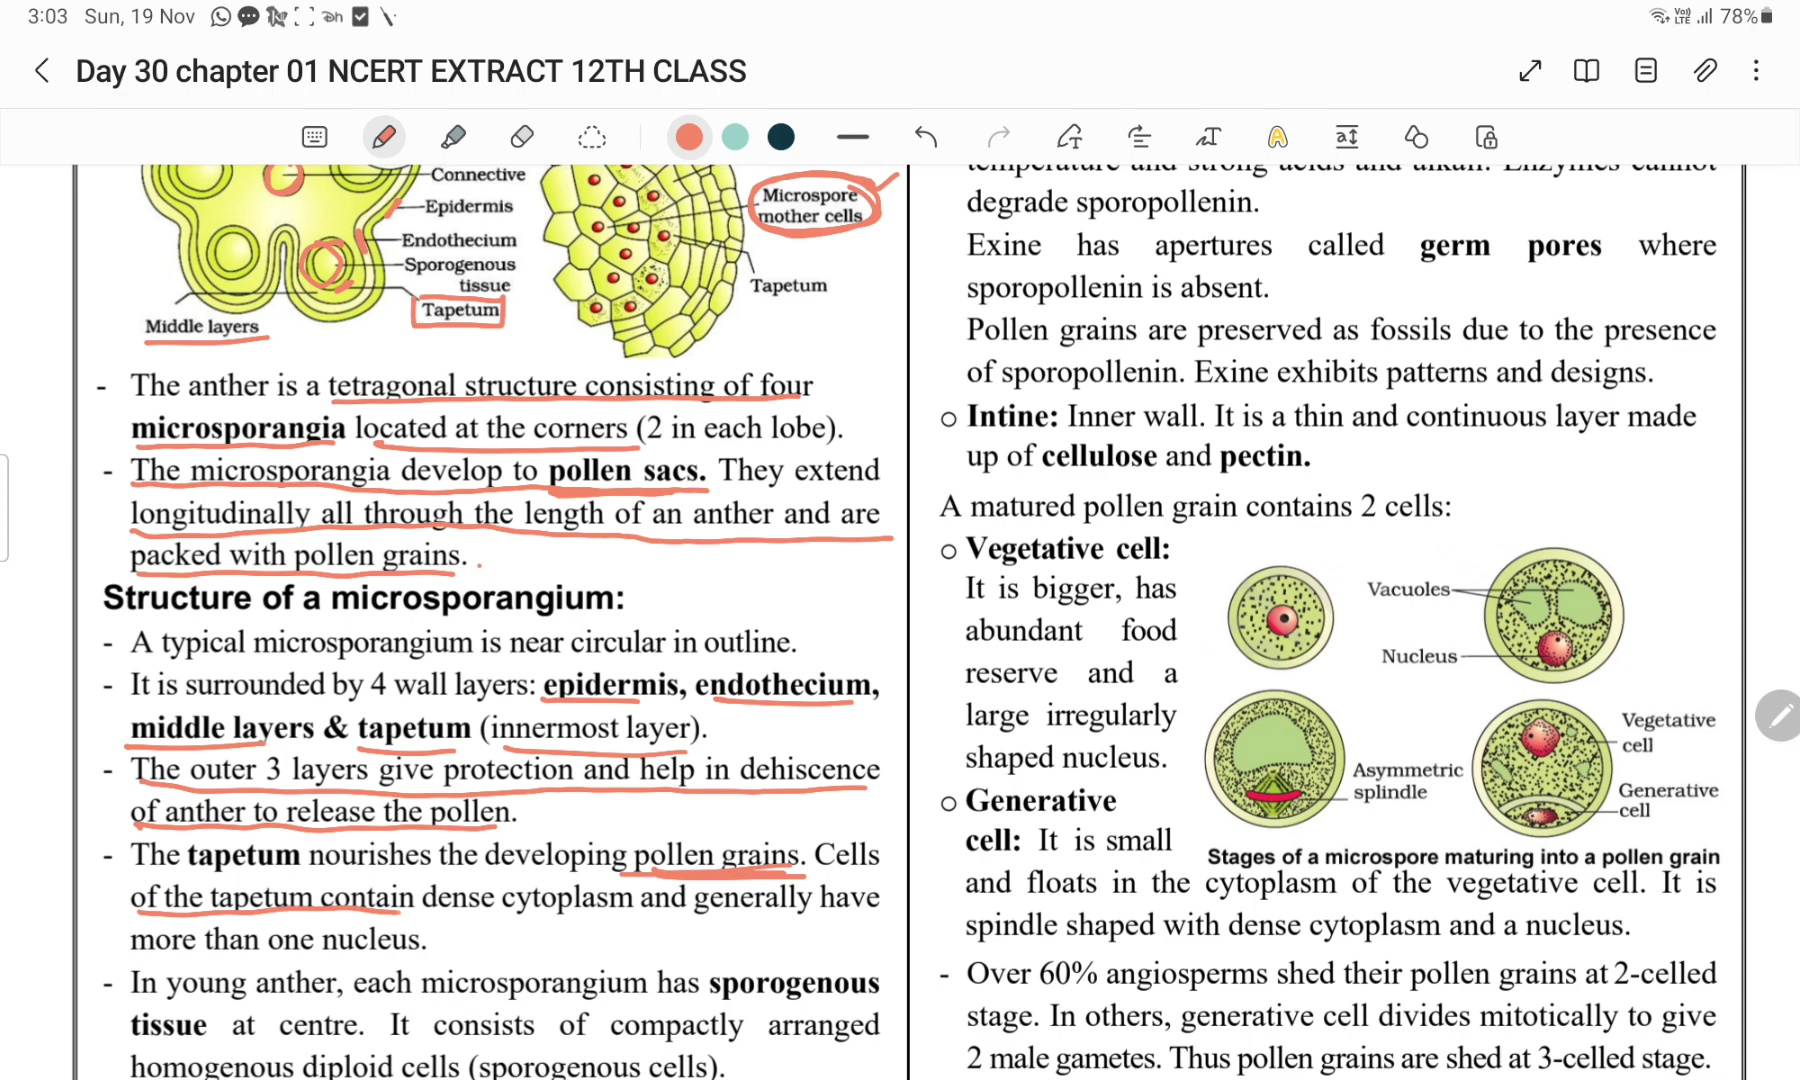 3:03 Sun, 19 Nov
Vo) LTE 78%
Day 30 chapter 01 NCERT EXTRACT 12TH CLASS
Connective
Epidermis
Endothecium
Sporogenous
tissue
Tapetum
Middle layers
Microspore
mother cells
Tapetum
- The anther is a tetragonal structure consisting of four
microsporangia located at the corners (2 in each lobe).
- The microsporangia develop to pollen sacs. They extend
longitudinally all through the length of an anther and are
packed with pollen grains.
Structure of a microsporangium:
- A typical microsporangium is near circular in outline.
- It is surrounded by 4 wall layers: epidermis, endothecium,
middle layers & tapetum (innermost layer).
- The outer 3 layers give protection and help in dehiscence
of anther to release the pollen.
- The tapetum nourishes the developing pollen grains. Cells
of the tapetum contain dense cytoplasm and generally have
more than one nucleus.
- In young anther, each microsporangium has sporogenous
tissue at centre. It consists of compactly arranged
homogenous diploid cells (sporogenous cells).
temperature and strong acids and alkali. Enzymes cannot
degrade sporopollenin.
Exine has apertures called germ pores where
sporopollenin is absent.
Pollen grains are preserved as fossils due to the presence
of sporopollenin. Exine exhibits patterns and designs.
o Intine: Inner wall. It is a thin and continuous layer made
up of cellulose and pectin.
A matured pollen grain contains 2 cells:
o Vegetative cell:
It is bigger, has
abundant food
reserve and a
large irregularly
shaped nucleus.
o Generative
cell: It is small
and floats in the cytoplasm of the vegetative cell. It is
spindle shaped with dense cytoplasm and a nucleus.
Vacuoles
Nucleus
Asymmetric
spindle
Vegetative
cell
Generative
cell
Stages of a microspore maturing into a pollen grain
- Over 60% angiosperms shed their pollen grains at 2-celled
stage. In others, generative cell divides mitotically to give
2 male gametes. Thus pollen grains are shed at 3-celled stage.